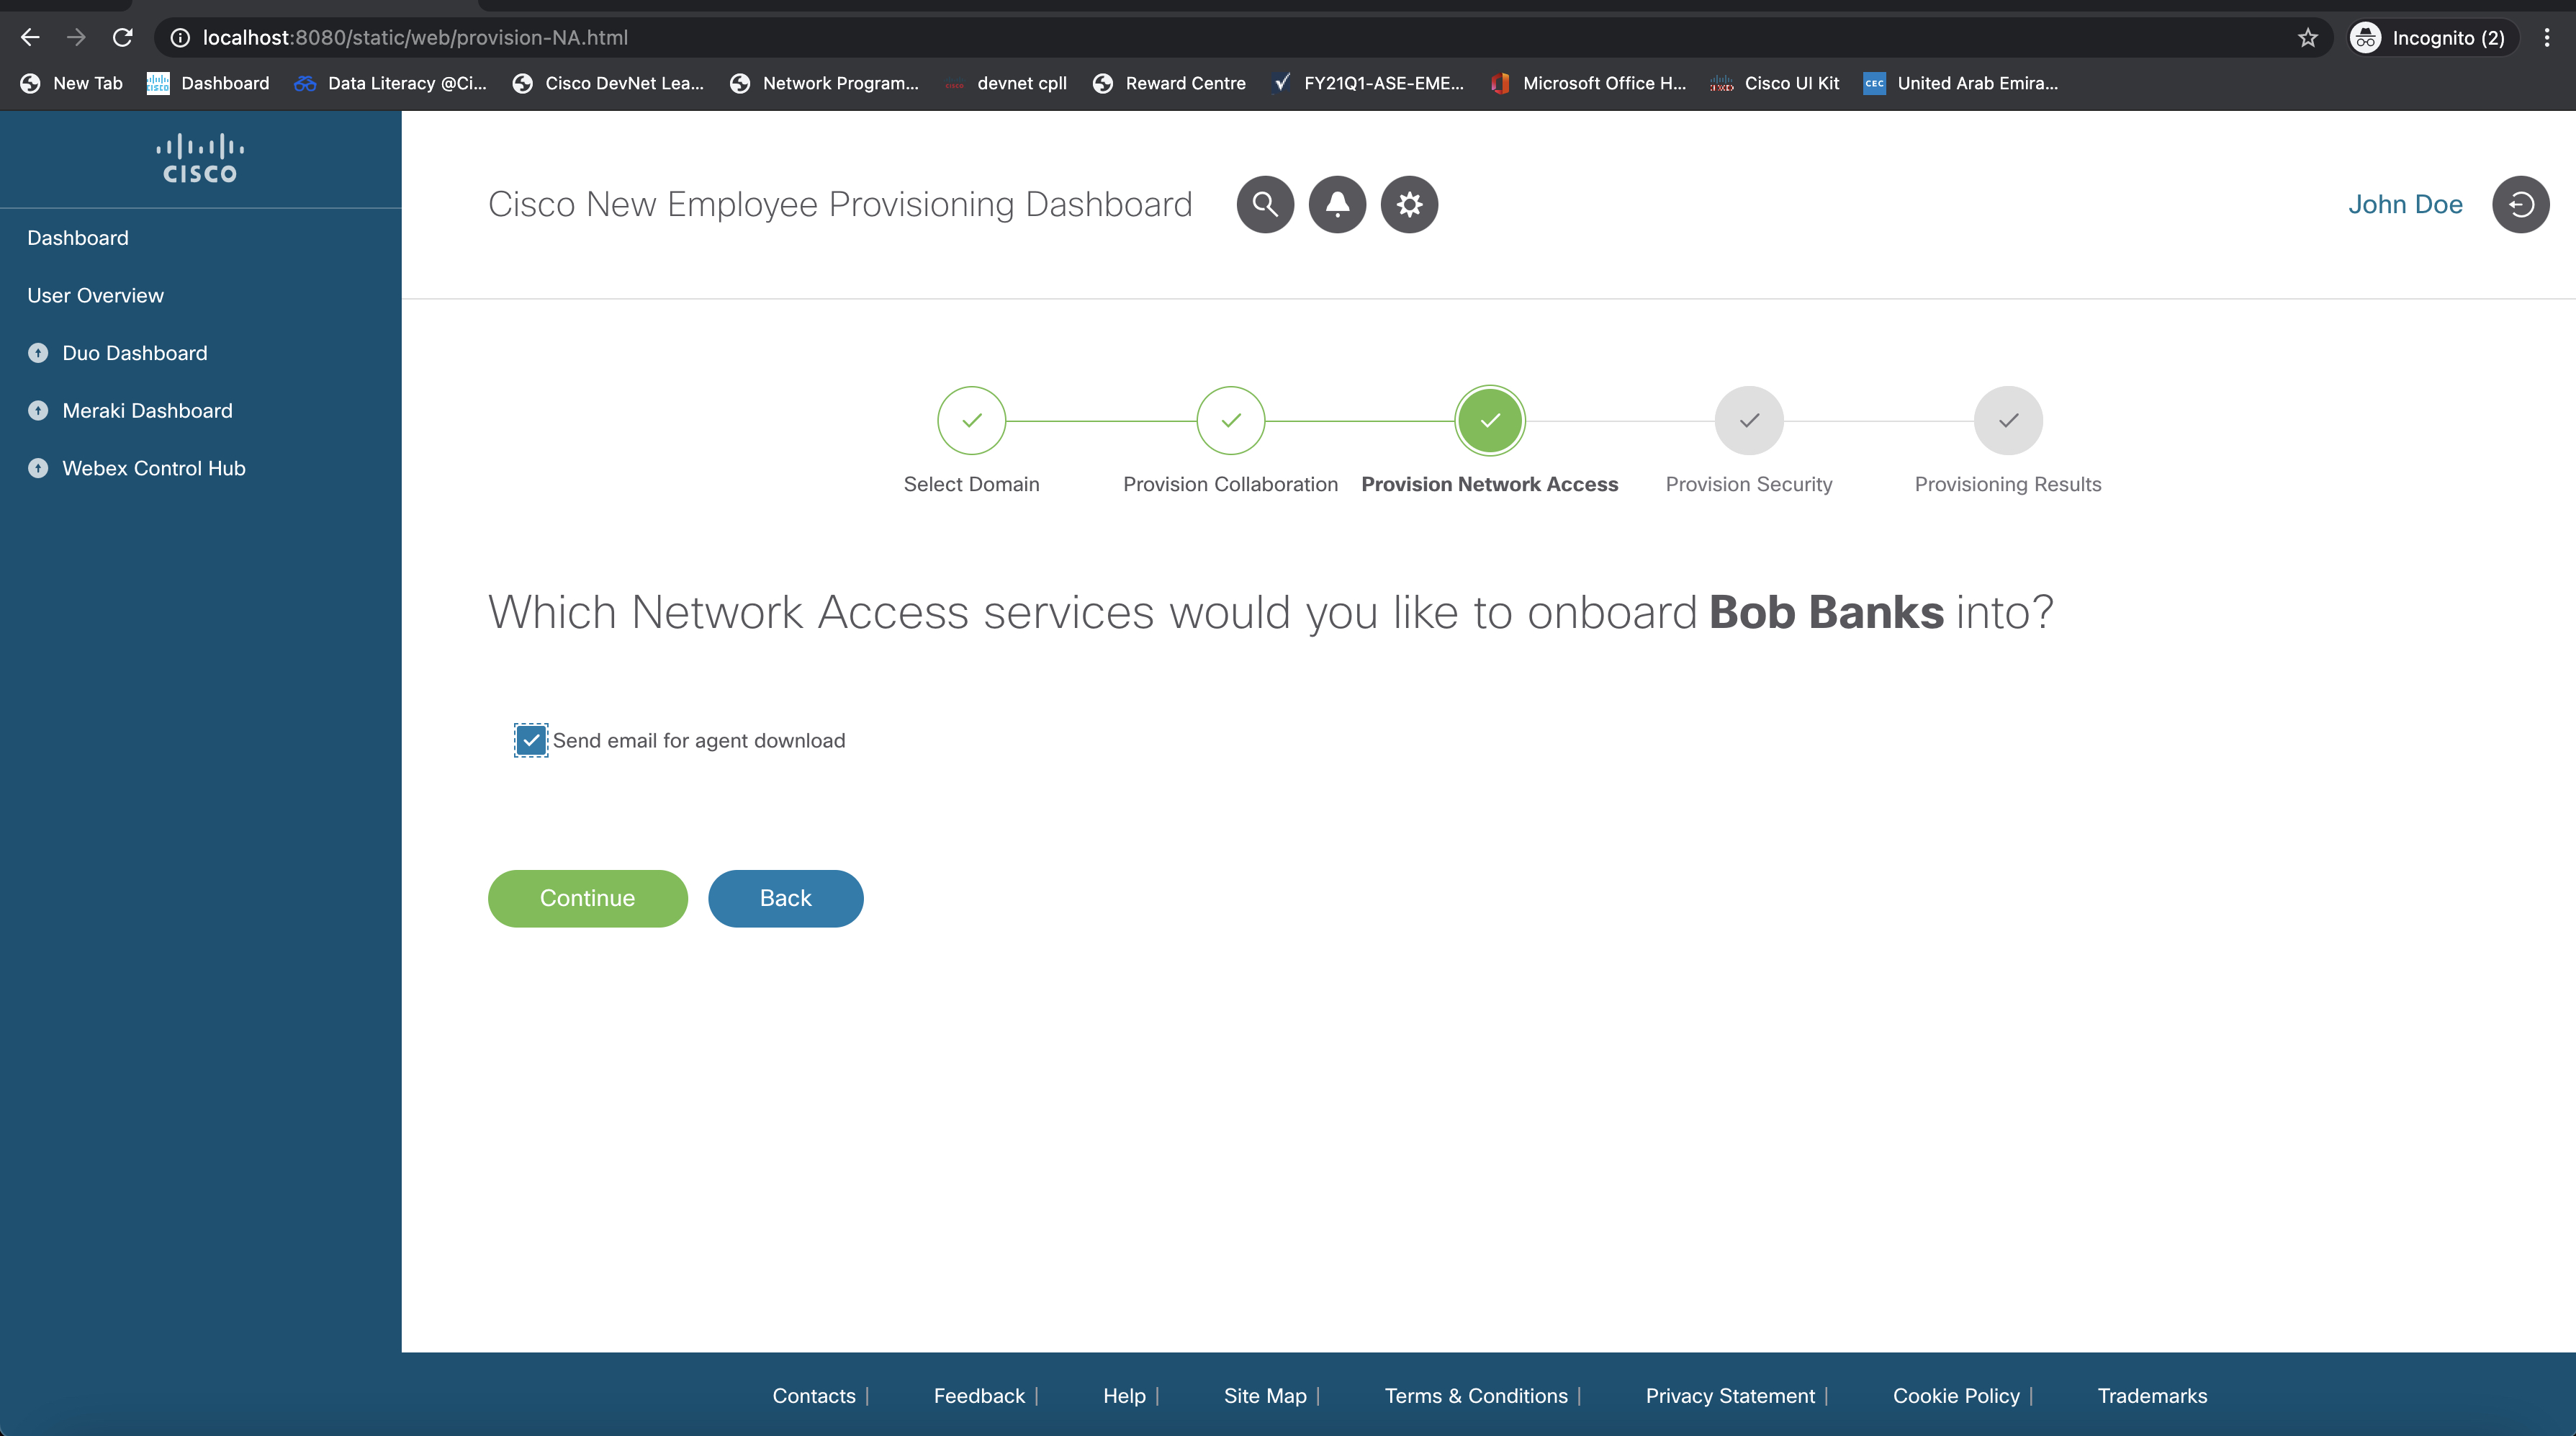 localhost:8080/static/web/provision-NA.html
Incognito (2)
New Tab
Dashboard
Data Literacy @Ci...
Cisco DevNet Lea...
Network Program...
devnet cpll
Reward Centre
FY21Q1-ASE-EME...
Microsoft Office H...
Cisco UI Kit
CEC
United Arab Emira...
CISCO
Dashboard
User Overview
Duo Dashboard
Meraki Dashboard
Webex Control Hub
Cisco New Employee Provisioning Dashboard
John Doe
Select Domain
Provision Collaboration
Provision Network Access
Provision Security
Provisioning Results
Which Network Access services would you like to onboard Bob Banks into?
Send email for agent download
Continue
Back
Contacts |
Feedback |
Help |
Site Map |
Terms & Conditions |
Privacy Statement |
Cookie Policy |
Trademarks